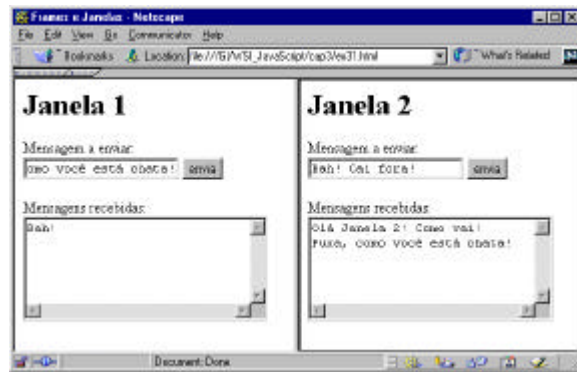 Frames e Janelas - Netscape
File Edit View Go Communicator Help
Bookmarks Location: file:///G|/WSI_JavaScript/cap3/ex31.html What's Related
Janela 1
Mensagem a enviar:
omo você está chata! envia
Mensagens recebidas:
Bah!
Janela 2
Mensagem a enviar:
Bah! Cai fora! envia
Mensagens recebidas:
Olá Janela 2! Como vai!
Puxa, como você está chata!
Document: Done